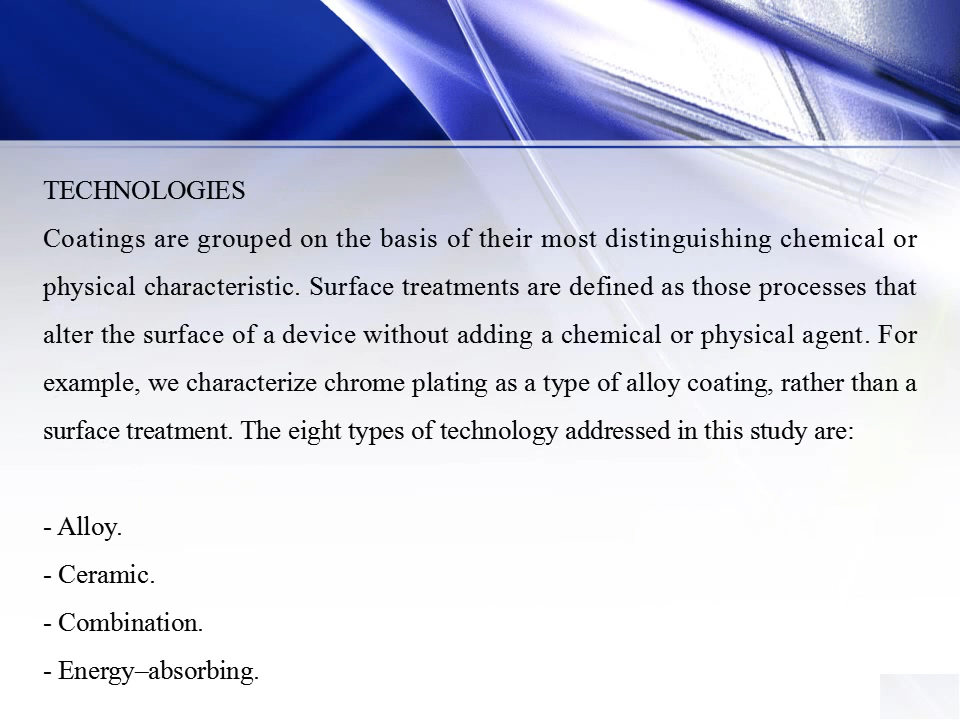 TECHNOLOGIES
Coatings are grouped on the basis of their most distinguishing chemical or
physical characteristic. Surface treatments are defined as those processes that
alter the surface of a device without adding a chemical or physical agent. For
example, we characterize chrome plating as a type of alloy coating, rather than a
surface treatment. The eight types of technology addressed in this study are:
- Alloy.
- Ceramic.
- Combination.
- Energy–absorbing.